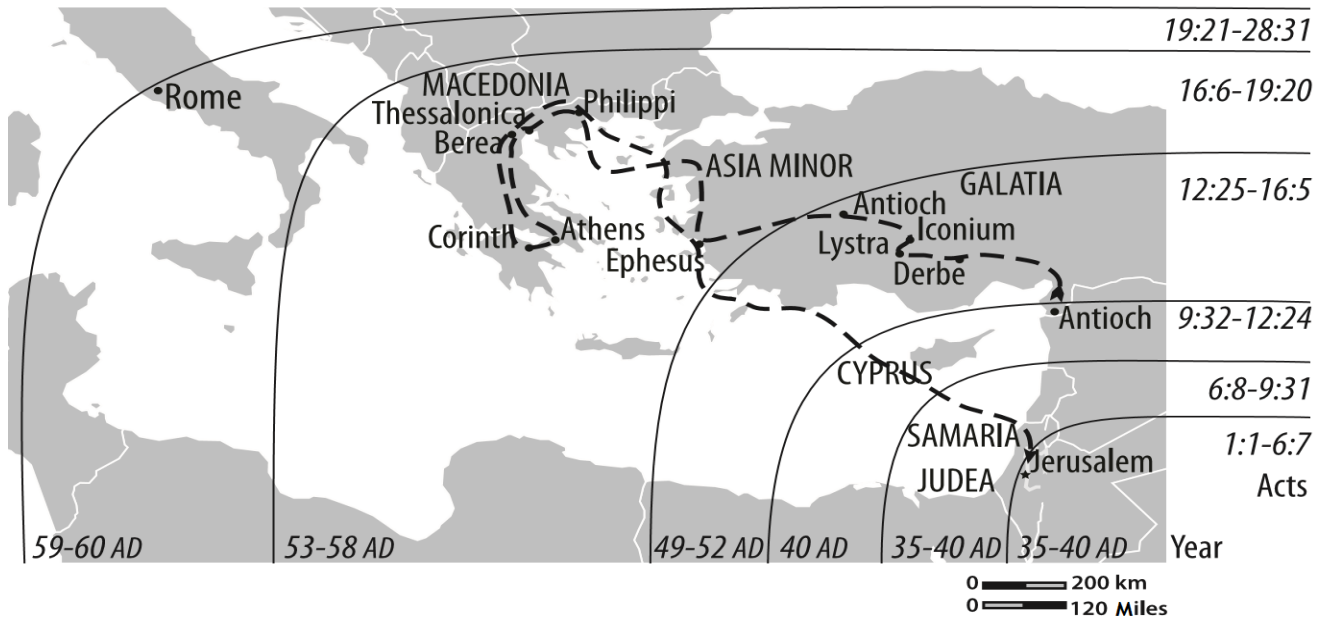 19:21-28:31
MACEDONIA
16:6-19:20
Rome
Thessalonica
Philippi
Berea
ASIA MINOR
12:25-16:5
GALATIA
Antioch
Corinth
Athens
Lystra
Iconium
Ephesus
Derbe
Antioch
9:32-12:24
CYPRUS
6:8-9:31
SAMARIA
1:1-6:7
Jerusalem
JUDEA
Acts
59-60 AD
53-58 AD
49-52 AD
40 AD
35-40 AD
35-40 AD
Year
0 200 km
0 120 Miles